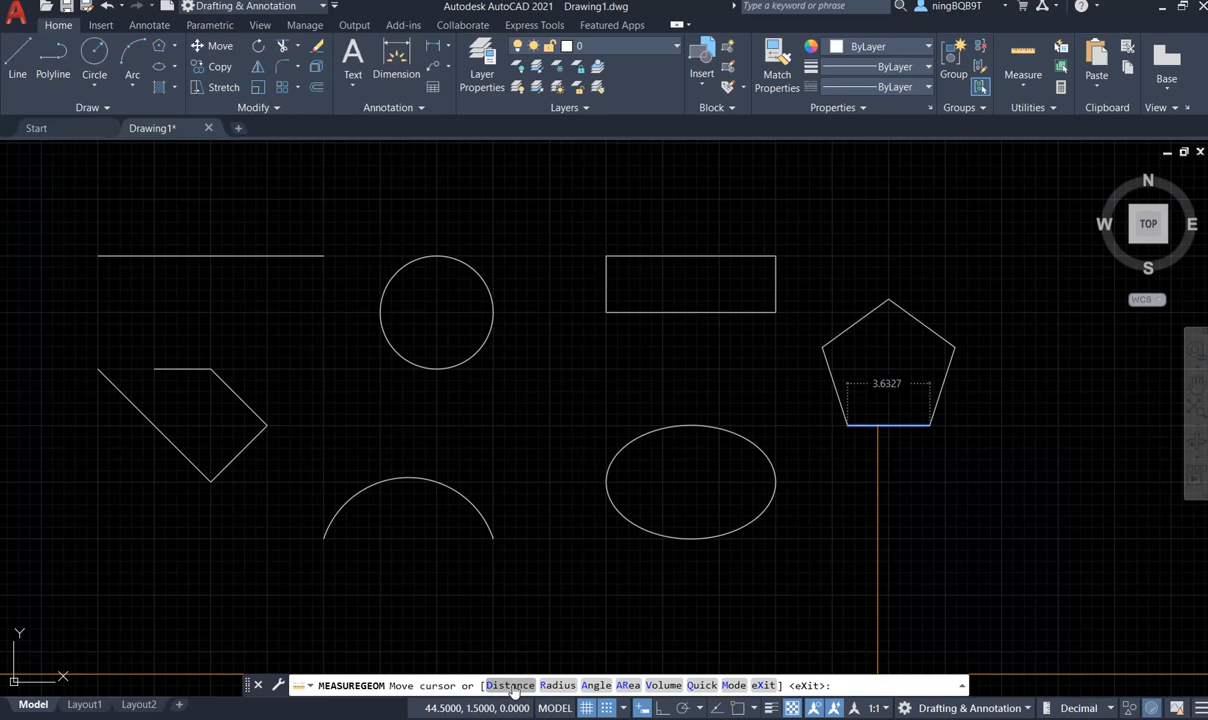 Drafting & Annotation
Autodesk AutoCAD 2021 Drawing1.dwg
Type a keyword or phrase
ningBQB9T
Home Insert Annotate Parametric View Manage Output Add-ins Collaborate Express Tools Featured Apps
Line Polyline Circle Arc
Move
Copy
Stretch
Text Dimension
Layer
Properties
0
Insert
Match
Properties
ByLayer
ByLayer
ByLayer
Group
Measure
Paste
Base
Draw Modify Annotation Layers Block Properties Groups Utilities Clipboard View
Start Drawing1*
N
W TOP E
S
WCS
3.6327
Y
X
MEASUREGEOM Move cursor or [Distance Radius Angle ARea Volume Quick Mode eXit] <eXit>:
Model Layout1 Layout2
44.5000, 1.5000, 0.0000 MODEL 1:1 Drafting & Annotation Decimal